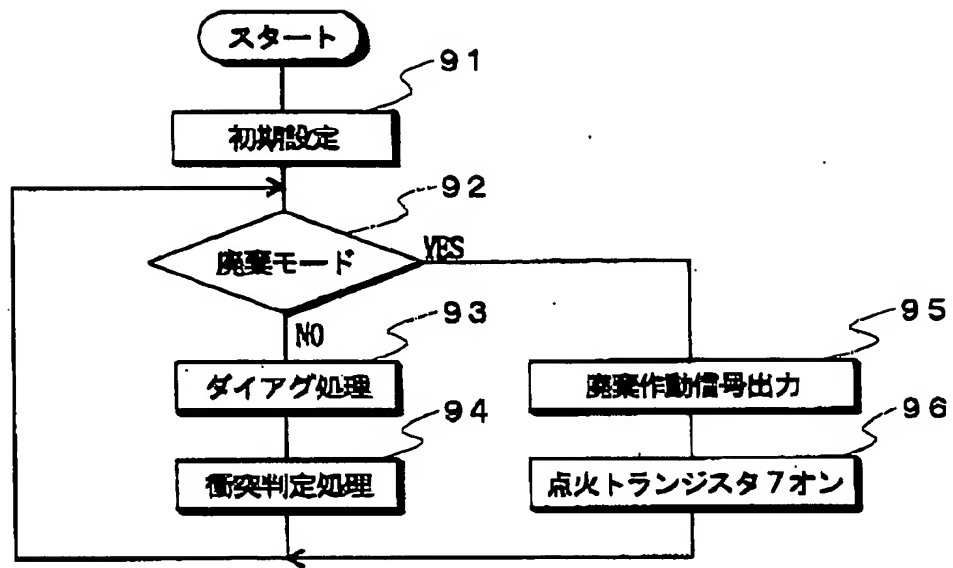 スタート
91
初期設定
92
廃棄モード
YES
NO
93
ダイアグ処理
94
衝突判定処理
95
廃棄作動信号出力
96
点火トランジスタ7オン